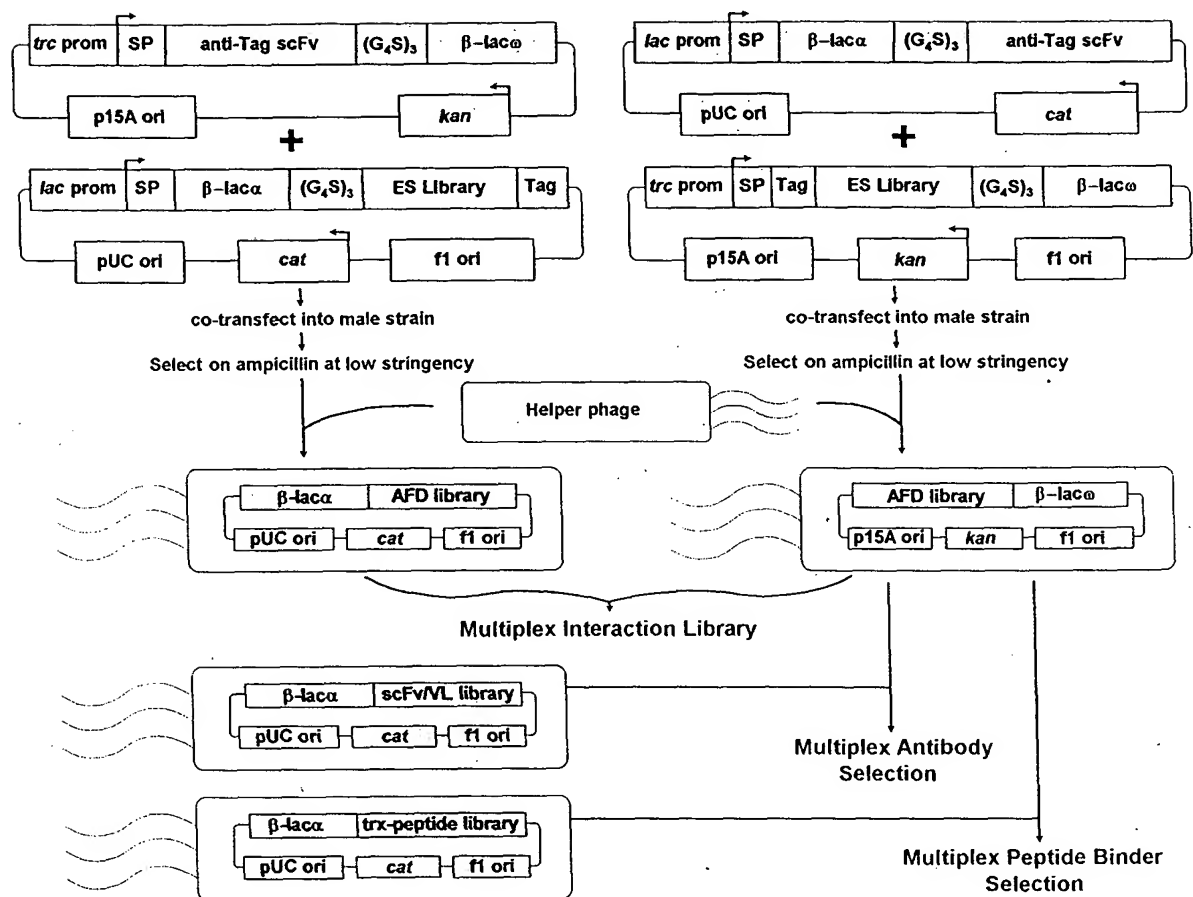 trc prom SP anti-Tag scFv (G₄S)₃ β-lacω
p15A ori kan
+
lac prom SP β-lacα (G₄S)₃ ES Library Tag
pUC ori cat f1 ori
co-transfect into male strain
Select on ampicillin at low stringency
lac prom SP β-lacα (G₄S)₃ anti-Tag scFv
pUC ori cat
+
trc prom SP Tag ES Library (G₄S)₃ β-lacω
p15A ori kan f1 ori
co-transfect into male strain
Select on ampicillin at low stringency
Helper phage
β-lacα AFD library
pUC ori cat f1 ori
AFD library β-lacω
p15A ori kan f1 ori
Multiplex Interaction Library
β-lacα scFv/VL library
pUC ori cat f1 ori
Multiplex Antibody
Selection
β-lacα trx-peptide library
pUC ori cat f1 ori
Multiplex Peptide Binder
Selection